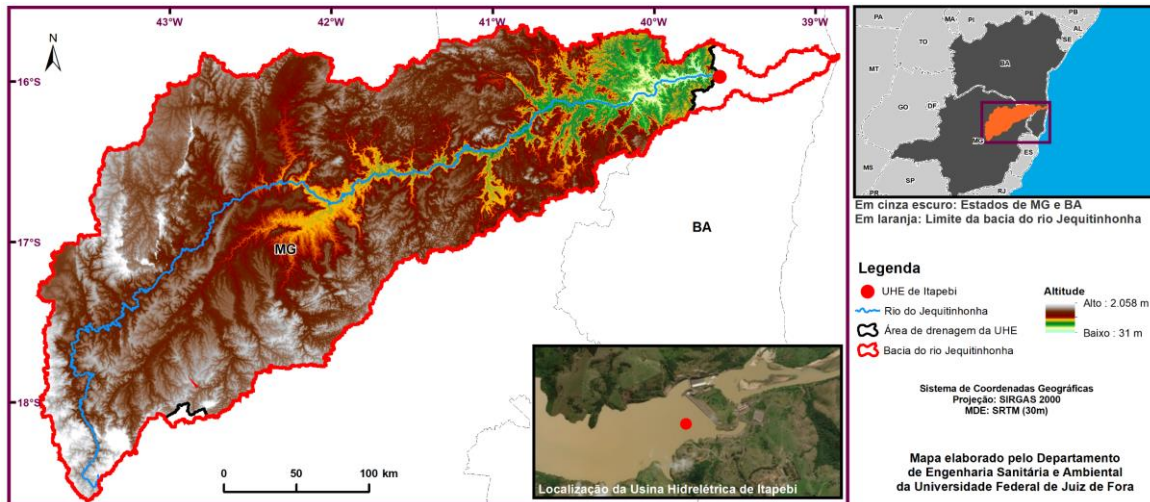 43°W
42°W
41°W
40°W
39°W
N
16°S
17°S
18°S
MG
BA
0
50
100 km
Localização da Usina Hidrelétrica de Itapebi
PA
MA
PI
PE
PB
AL
SE
TO
BA
MT
GO
DF
MG
MS
ES
SP
RJ
PR
Em cinza escuro: Estados de MG e BA
Em laranja: Limite da bacia do rio Jequitinhonha
Legenda
UHE de Itapebi
Rio do Jequitinhonha
Área de drenagem da UHE
Bacia do rio Jequitinhonha
Altitude
Alto : 2.058 m
Baixo : 31 m
Sistema de Coordenadas Geográficas
Projeção: SIRGAS 2000
MDE: SRTM (30m)
Mapa elaborado pelo Departamento
de Engenharia Sanitária e Ambiental
da Universidade Federal de Juiz de Fora